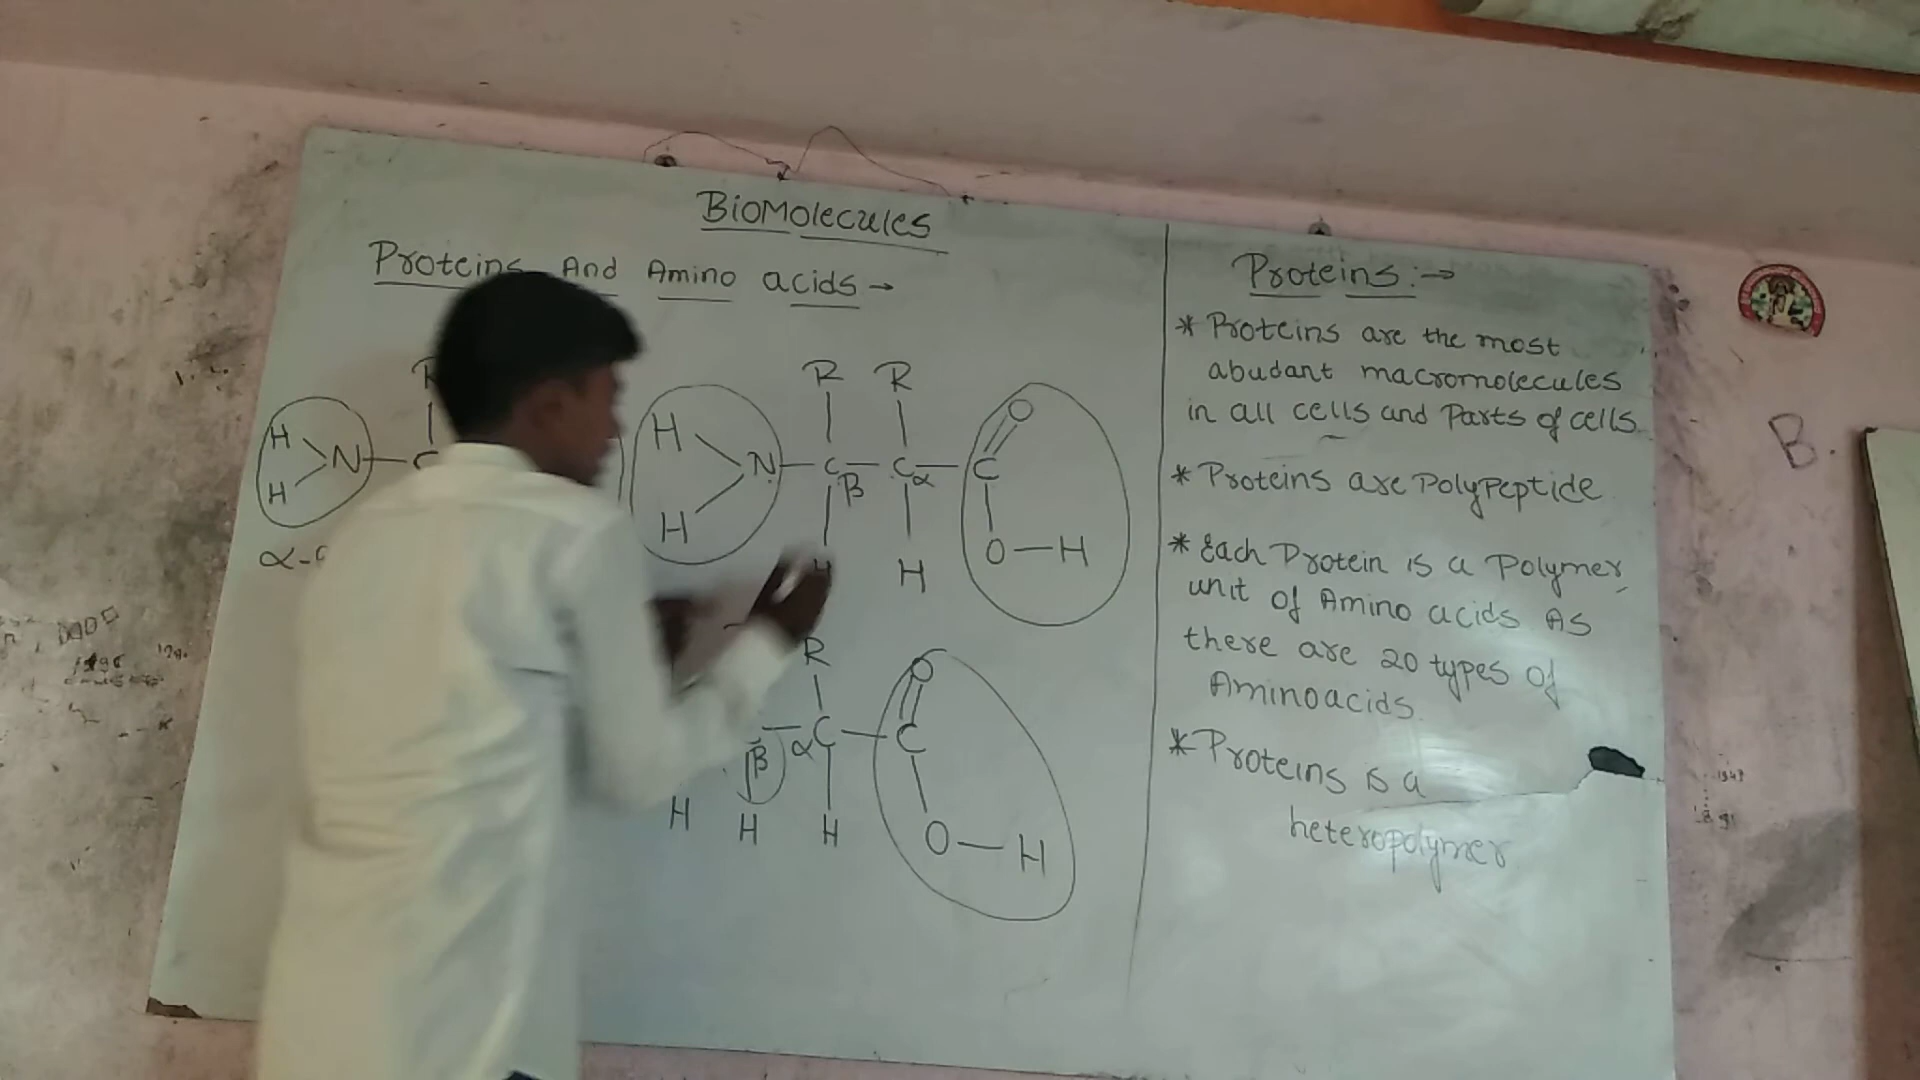 BioMolecules
Proteins And Amino acids →
R
H
H
N
C
α-
H
H
N
R R
C C C
β α
O
O—H
H H
R
C C
β α
O
O—H
H H H
Proteins:→
* Proteins are the most
abudant macromolecules
in all cells and Parts of cells
* Proteins are Polypeptide
* Each Protein is a Polymer
unit of Amino acids As
there are 20 types of
Aminoacids
* Proteins is a
heteropolymer
B.